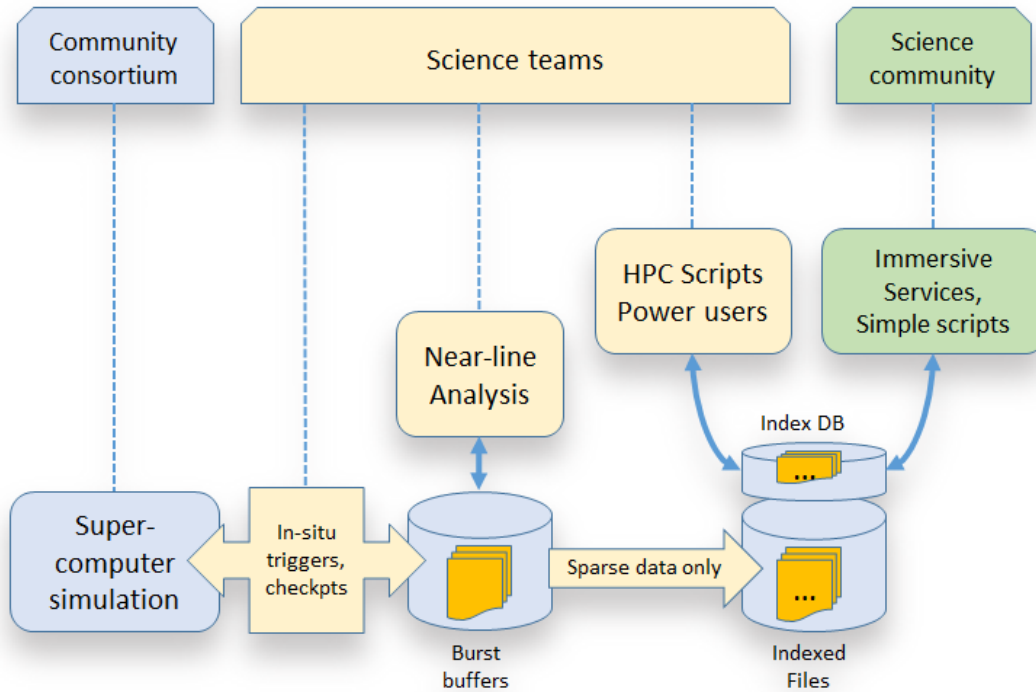 Community
consortium
Science teams
Science
community
HPC Scripts
Power users
Immersive
Services,
Simple scripts
Near-line
Analysis
Index DB
...
Super-
computer
simulation
In-situ
triggers,
checkpts
Sparse data only
...
Burst
buffers
Indexed
Files